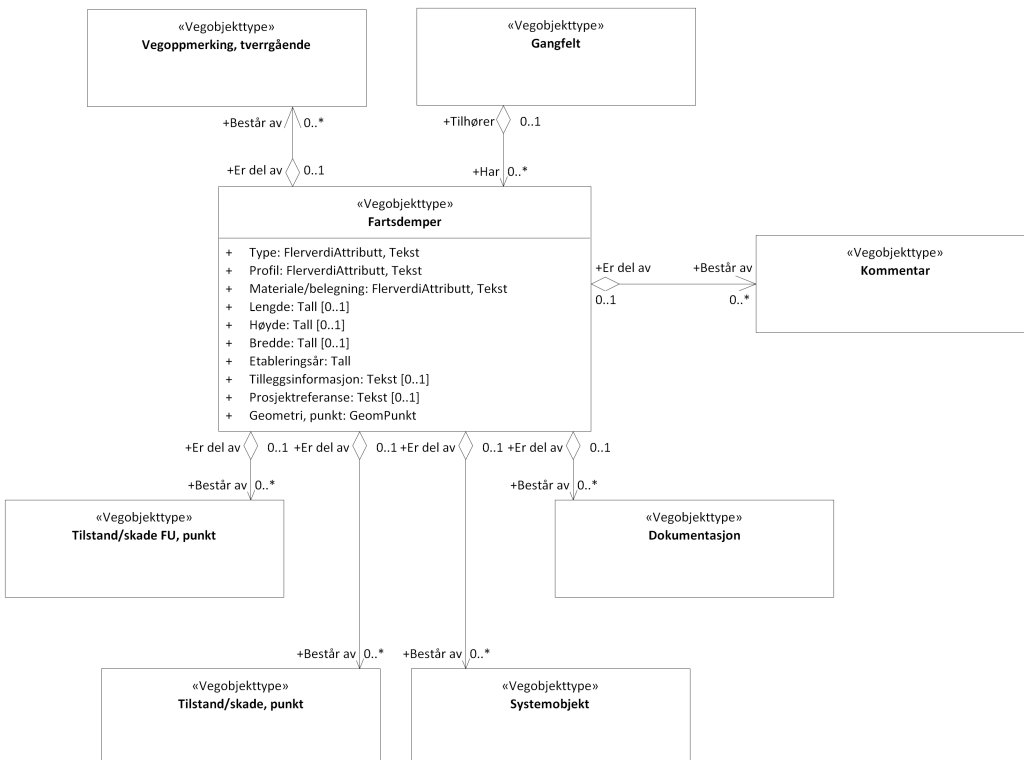 «Vegobjekttype»
Vegoppmerking, tverrgående
«Vegobjekttype»
Gangfelt
+Består av 0..*
+Tilhører 0..1
+Er del av 0..1
+Har 0..*
«Vegobjekttype»
Fartsdemper
+ Type: FlerverdiAttributt, Tekst
+ Profil: FlerverdiAttributt, Tekst
+ Materiale/belegning: FlerverdiAttributt, Tekst
+ Lengde: Tall [0..1]
+ Høyde: Tall [0..1]
+ Bredde: Tall [0..1]
+ Etableringsår: Tall
+ Tilleggsinformasjon: Tekst [0..1]
+ Prosjektreferanse: Tekst [0..1]
+ Geometri, punkt: GeomPunkt
+Er del av +Består av
0..1 0..*
«Vegobjekttype»
Kommentar
+Er del av 0..1 +Er del av 0..1 +Er del av 0..1 +Er del av 0..1
+Består av 0..*
+Består av 0..*
«Vegobjekttype»
Tilstand/skade FU, punkt
«Vegobjekttype»
Dokumentasjon
+Består av 0..* +Består av 0..*
«Vegobjekttype»
Tilstand/skade, punkt
«Vegobjekttype»
Systemobjekt